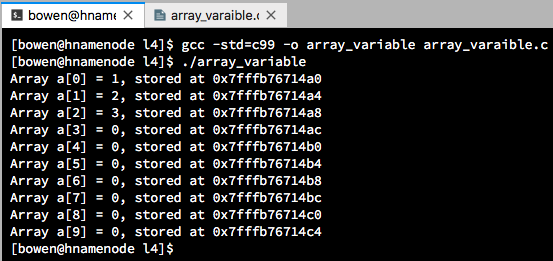 bowen@hname
array_varaible.c
[bowen@hnamenode l4]$ gcc -std=c99 -o array_variable array_varaible.c
[bowen@hnamenode l4]$ ./array_variable
Array a[0] = 1, stored at 0x7fffb76714a0
Array a[1] = 2, stored at 0x7fffb76714a4
Array a[2] = 3, stored at 0x7fffb76714a8
Array a[3] = 0, stored at 0x7fffb76714ac
Array a[4] = 0, stored at 0x7fffb76714b0
Array a[5] = 0, stored at 0x7fffb76714b4
Array a[6] = 0, stored at 0x7fffb76714b8
Array a[7] = 0, stored at 0x7fffb76714bc
Array a[8] = 0, stored at 0x7fffb76714c0
Array a[9] = 0, stored at 0x7fffb76714c4
[bowen@hnamenode l4]$